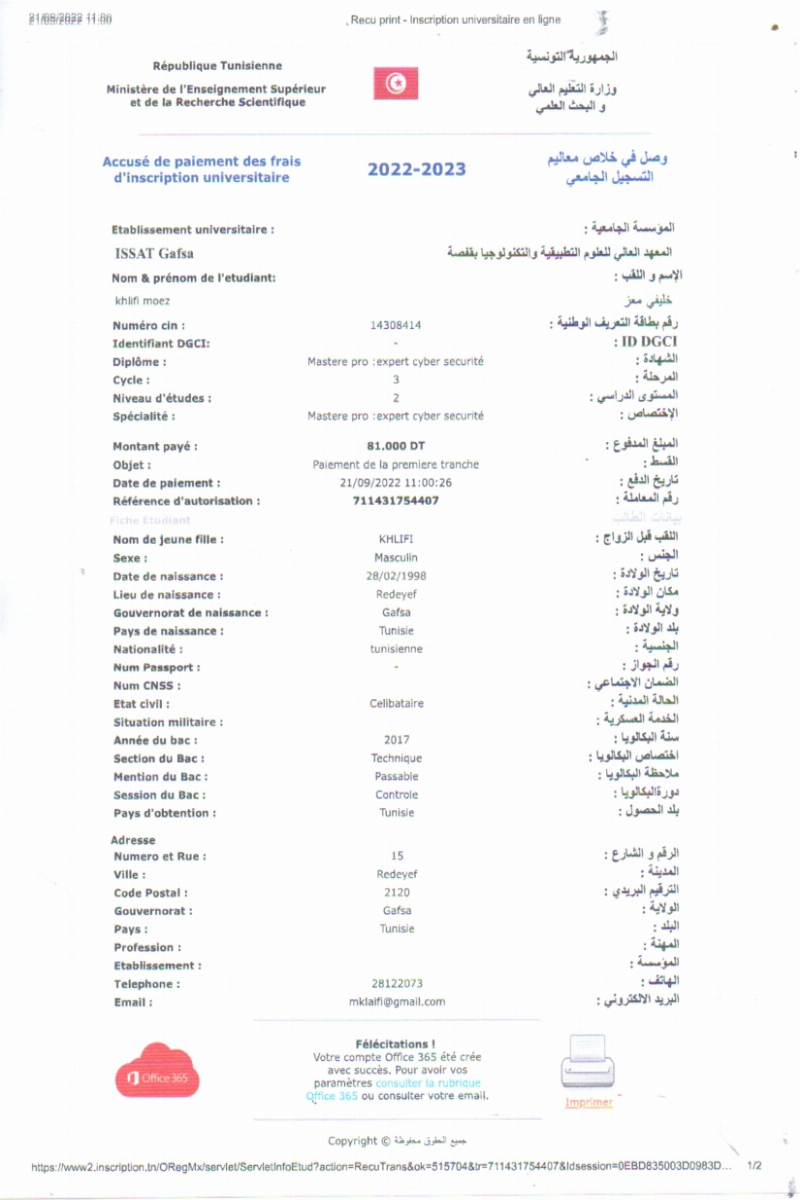 21/09/2022 11:00
Recu print - Inscription universitaire en ligne
République Tunisienne
الجمهورية التونسية
Ministère de l'Enseignement Supérieur
et de la Recherche Scientifique
وزارة التعليم العالي
و البحث العلمي
Accusé de paiement des frais
d'inscription universitaire
2022-2023
وصل في خلاص معاليم
التسجيل الجامعي
Etablissement universitaire :
المؤسسة الجامعية :
ISSAT Gafsa
المعهد العالي للعلوم التطبيقية والتكنولوجيا بقفصة
Nom & prénom de l'etudiant:
الإسم و اللقب :
khlifi moez
خليفي معز
Numéro cin : 14308414 رقم بطاقة التعريف الوطنية :
Identifiant DGCI: - ID DGCI :
Diplôme : Mastere pro :expert cyber securité الشهادة :
Cycle : 3 المرحلة :
Niveau d'études : 2 المستوى الدراسي :
Spécialité : Mastere pro :expert cyber securité الإختصاص :
Montant payé : 81.000 DT المبلغ المدفوع :
Objet : Paiement de la premiere tranche القسط :
Date de paiement : 21/09/2022 11:00:26 تاريخ الدفع :
Référence d'autorisation : 711431754407 رقم المعاملة :
Fiche Etudiant بيانات الطالب
Nom de jeune fille : KHLIFI اللقب قبل الزواج :
Sexe : Masculin الجنس :
Date de naissance : 28/02/1998 تاريخ الولادة :
Lieu de naissance : Redeyef مكان الولادة :
Gouvernorat de naissance : Gafsa ولاية الولادة :
Pays de naissance : Tunisie بلد الولادة :
Nationalité : tunisienne الجنسية :
Num Passport : - رقم الجواز :
Num CNSS : الضمان الاجتماعي :
Etat civil : Celibataire الحالة المدنية :
Situation militaire : الخدمة العسكرية :
Année du bac : 2017 سنة البكالويا :
Section du Bac : Technique اختصاص البكالوبا :
Mention du Bac : Passable ملاحظة البكالوبا :
Session du Bac : Controle دورةالبكالوبا :
Pays d'obtention : Tunisie بلد الحصول :
Adresse
Numero et Rue : 15 الرقم و الشارع :
Ville : Redeyef المدينة :
Code Postal : 2120 الترقيم البريدي :
Gouvernorat : Gafsa الولاية :
Pays : Tunisie البلد :
Profession : المهنة :
Etablissement : المؤسسة :
Telephone : 28122073 الهاتف :
Email : mklaifi@gmail.com البريد الالكتروني :
Office 365
Félécitations !
Votre compte Office 365 été crée
avec succès. Pour avoir vos
paramètres consulter la rubrique
Office 365 ou consulter votre email.
Imprimer
Copyright © جميع الحقوق محفوظة
https://www2.inscription.tn/ORegMx/servlet/ServletInfoEtud?action=RecuTrans&ok=515704&tr=711431754407&Idsession=0EBD835003D0983D... 1/2